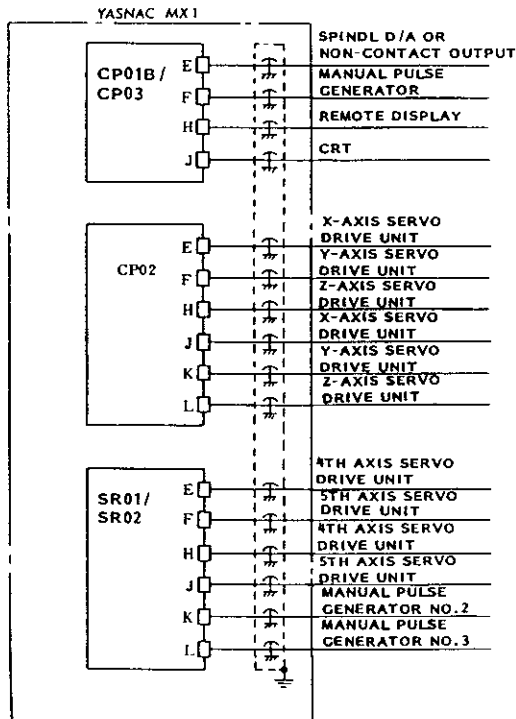 YASNAC MX1
CP01B/
CP03
E
F
H
J
SPINDL D/A OR
NON-CONTACT OUTPUT
MANUAL PULSE
GENERATOR
REMOTE DISPLAY
CRT
CP02
E
F
H
J
K
L
X-AXIS SERVO
DRIVE UNIT
Y-AXIS SERVO
DRIVE UNIT
Z-AXIS SERVO
DRIVE UNIT
X-AXIS SERVO
DRIVE UNIT
Y-AXIS SERVO
DRIVE UNIT
Z-AXIS SERVO
DRIVE UNIT
SR01/
SR02
E
F
H
J
K
L
4TH AXIS SERVO
DRIVE UNIT
5TH AXIS SERVO
DRIVE UNIT
4TH AXIS SERVO
DRIVE UNIT
5TH AXIS SERVO
DRIVE UNIT
MANUAL PULSE
GENERATOR NO.2
MANUAL PULSE
GENERATOR NO.3